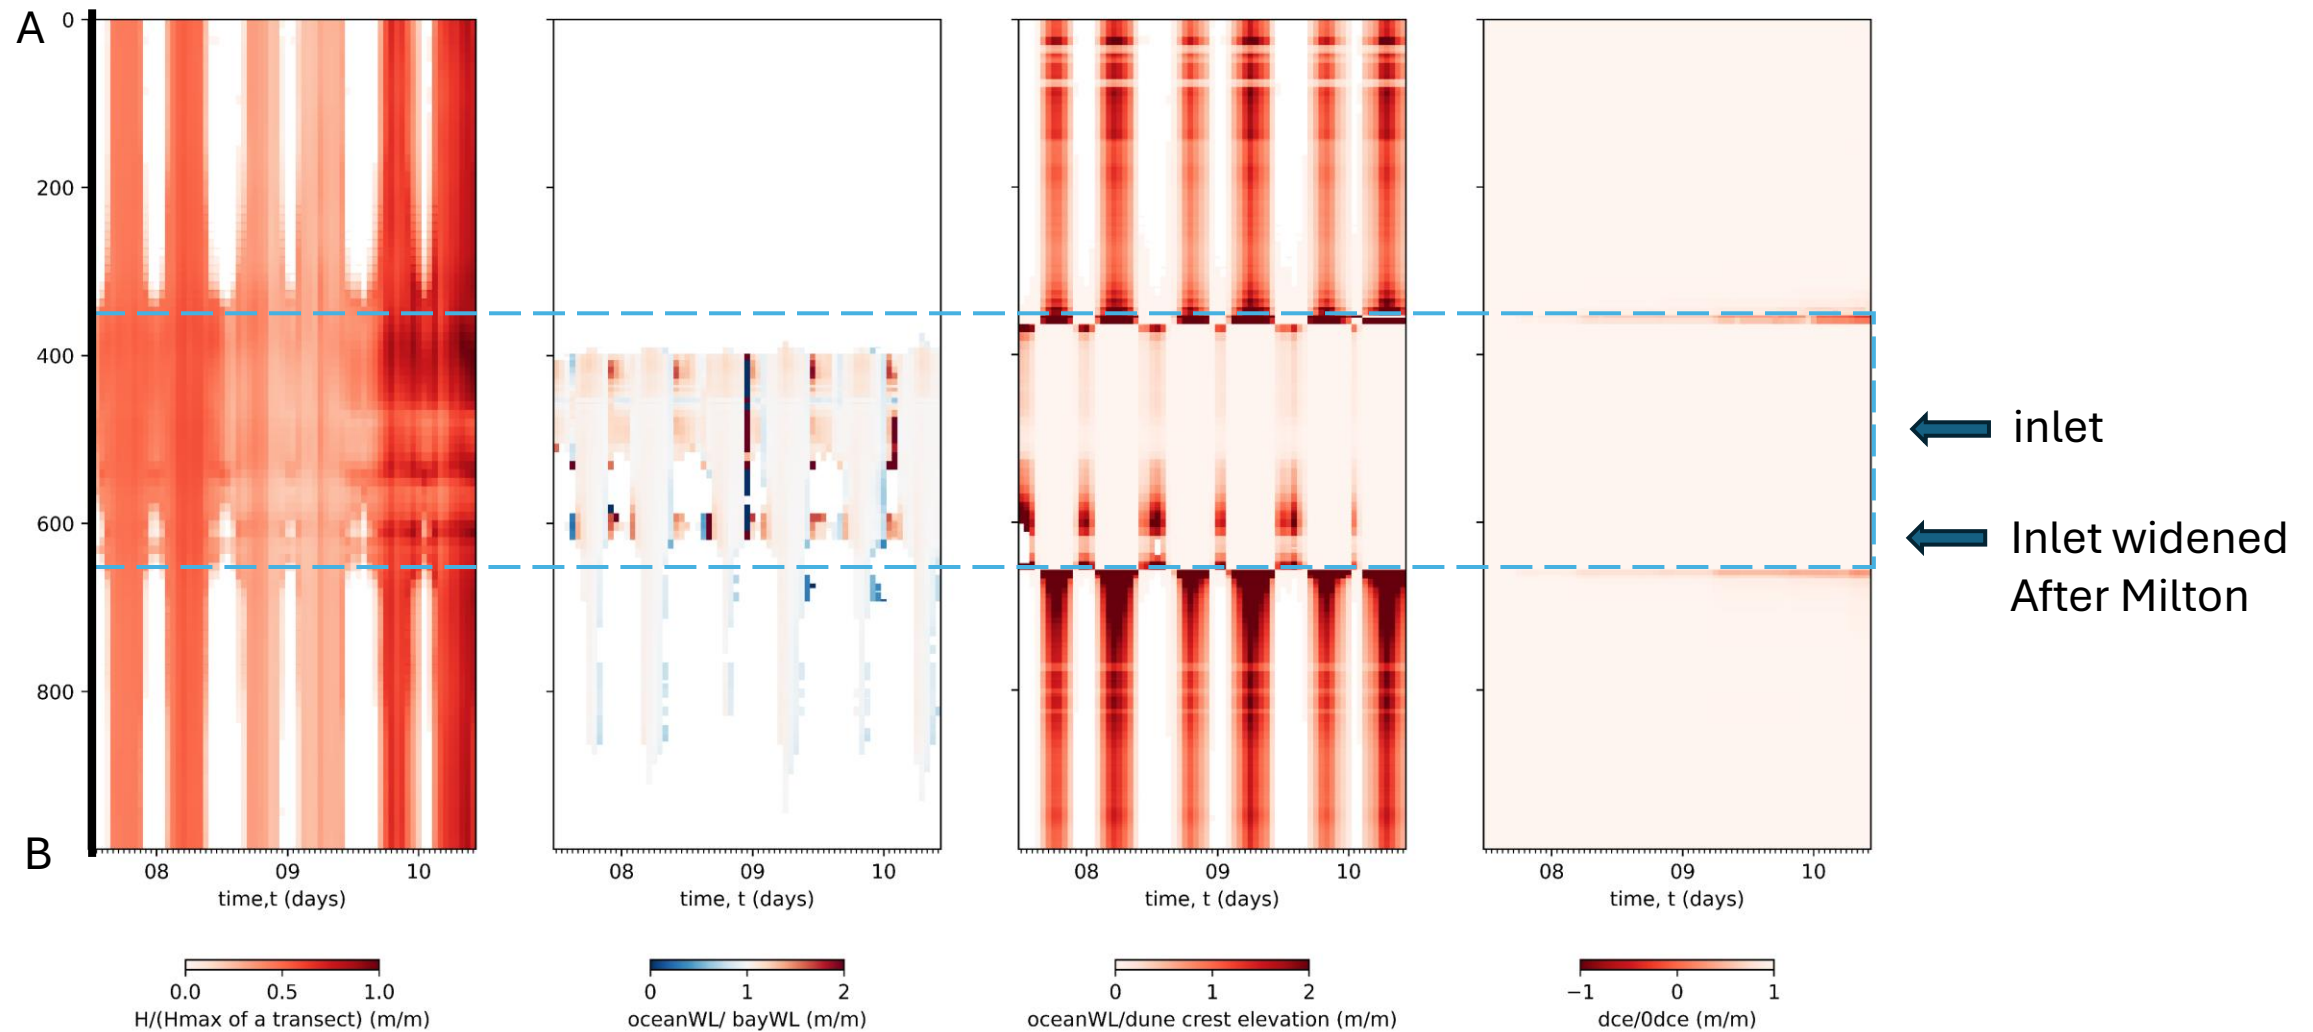 A
0
200
400
600
800
B
08 09 10
time,t (days)
08 09 10
time, t (days)
08 09 10
time, t (days)
08 09 10
time, t (days)
inlet
Inlet widened
After Milton
0.0 0.5 1.0
H/(Hmax of a transect) (m/m)
0 1 2
oceanWL/ bayWL (m/m)
0 1 2
oceanWL/dune crest elevation (m/m)
−1 0 1
dce/0dce (m/m)